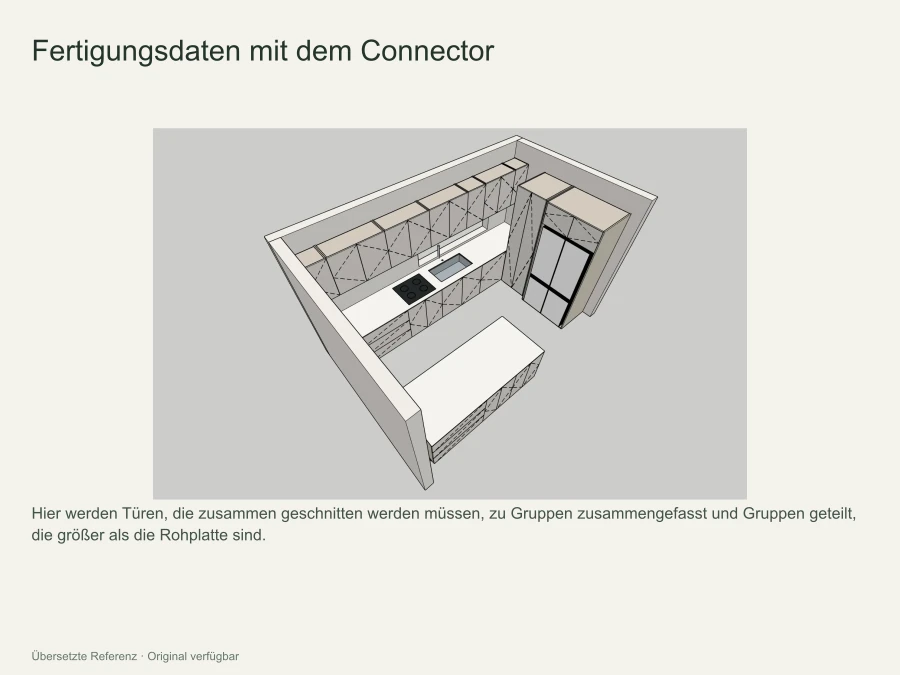 Fertigungsdaten mit dem Connector
Hier werden Türen, die zusammen geschnitten werden müssen, zu Gruppen zusammengefasst und Gruppen geteilt,
die größer als die Rohplatte sind.
Übersetzte Referenz · Original verfügbar